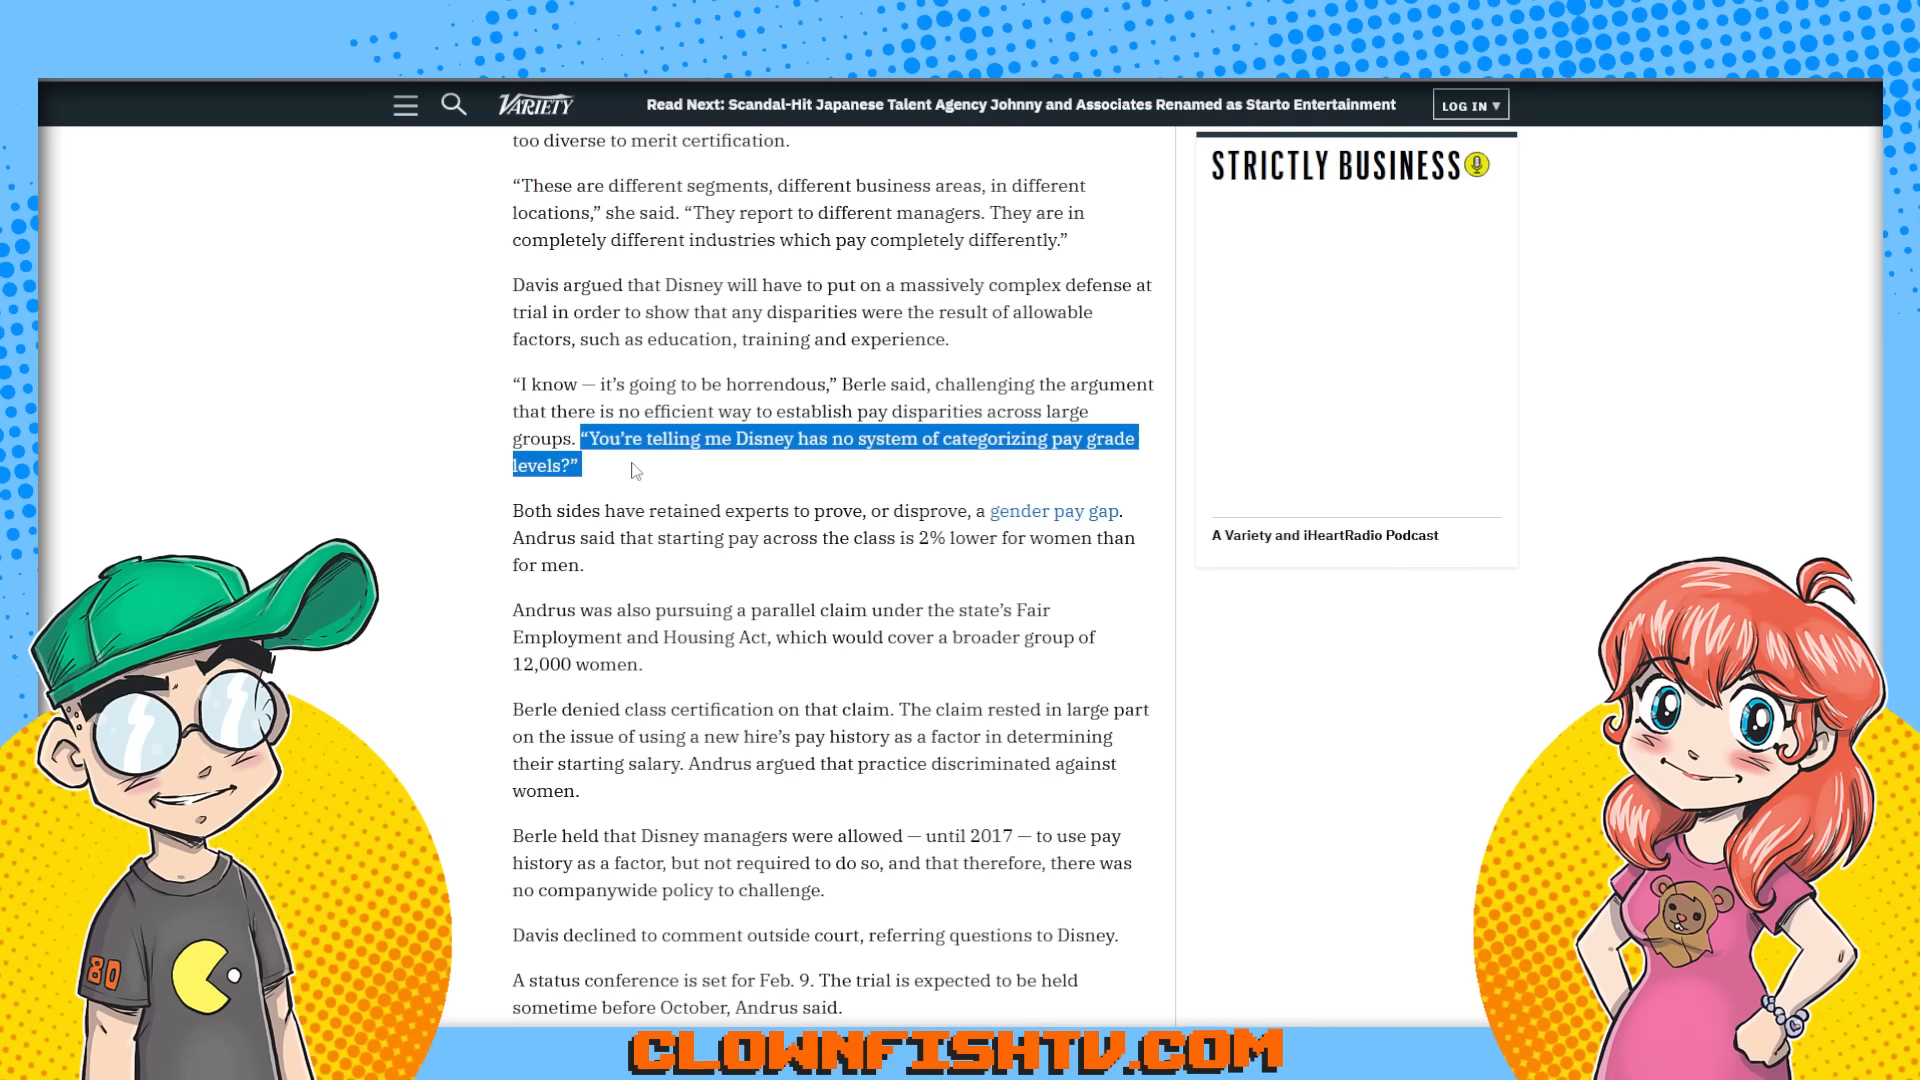 VARIETY
Read Next: Scandal-Hit Japanese Talent Agency Johnny and Associates Renamed as Starto Entertainment
LOG IN ▾
too diverse to merit certification.
“These are different segments, different business areas, in different
locations,” she said. “They report to different managers. They are in
completely different industries which pay completely differently.”
Davis argued that Disney will have to put on a massively complex defense at
trial in order to show that any disparities were the result of allowable
factors, such as education, training and experience.
“I know — it’s going to be horrendous,” Berle said, challenging the argument
that there is no efficient way to establish pay disparities across large
groups. “You’re telling me Disney has no system of categorizing pay grade
levels?”
Both sides have retained experts to prove, or disprove, a gender pay gap.
Andrus said that starting pay across the class is 2% lower for women than
for men.
Andrus was also pursuing a parallel claim under the state’s Fair
Employment and Housing Act, which would cover a broader group of
12,000 women.
Berle denied class certification on that claim. The claim rested in large part
on the issue of using a new hire’s pay history as a factor in determining
their starting salary. Andrus argued that practice discriminated against
women.
Berle held that Disney managers were allowed — until 2017 — to use pay
history as a factor, but not required to do so, and that therefore, there was
no companywide policy to challenge.
Davis declined to comment outside court, referring questions to Disney.
A status conference is set for Feb. 9. The trial is expected to be held
sometime before October, Andrus said.
STRICTLY BUSINESS
A Variety and iHeartRadio Podcast
80
CLOWNFISHTV.COM